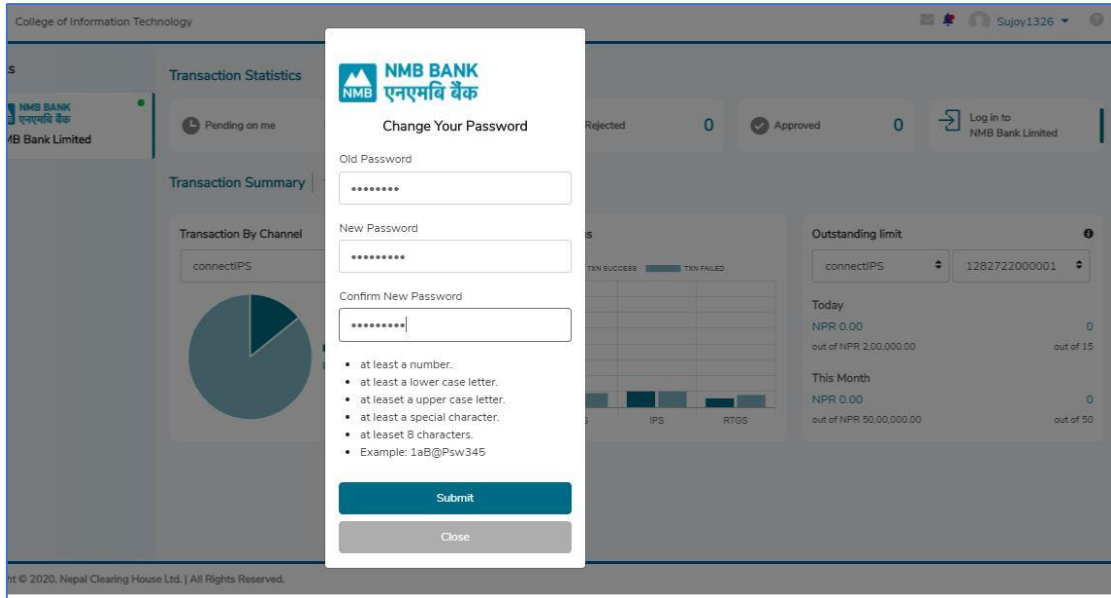 College of Information Tech nology
Sujoy1326
s
Transaction Statistics
NMB BANK
एनएमबि बैंक
NMB
Change Your Password
NMB BANK
एनएमबि बैंक
MB Bank Limited
Pending on me
Rejected
0
Approved
0
Log in to
NMB Bank Limited
Old Password
••••••••
Transaction Summary
New Password
•••••••••
Confirm New Password
•••••••••
at least a number.
at least a lower case letter.
at leaset a upper case letter.
at least a special character.
at leaset 8 characters.
Example: 1aB@Psw345
Submit
Close
Transaction By Channel
connectIPS
s
TXN SUCCESS
TXN FAILED
IPS
RTGS
Outstanding limit
connectIPS
1282722000001
Today
NPR 0.00
0
out of NPR 2,00,000.00
out of 15
This Month
NPR 0.00
0
out of NPR 50,00,000.00
out of 50
ht © 2020. Nepal Clearing House Ltd. | All Rights Reserved.